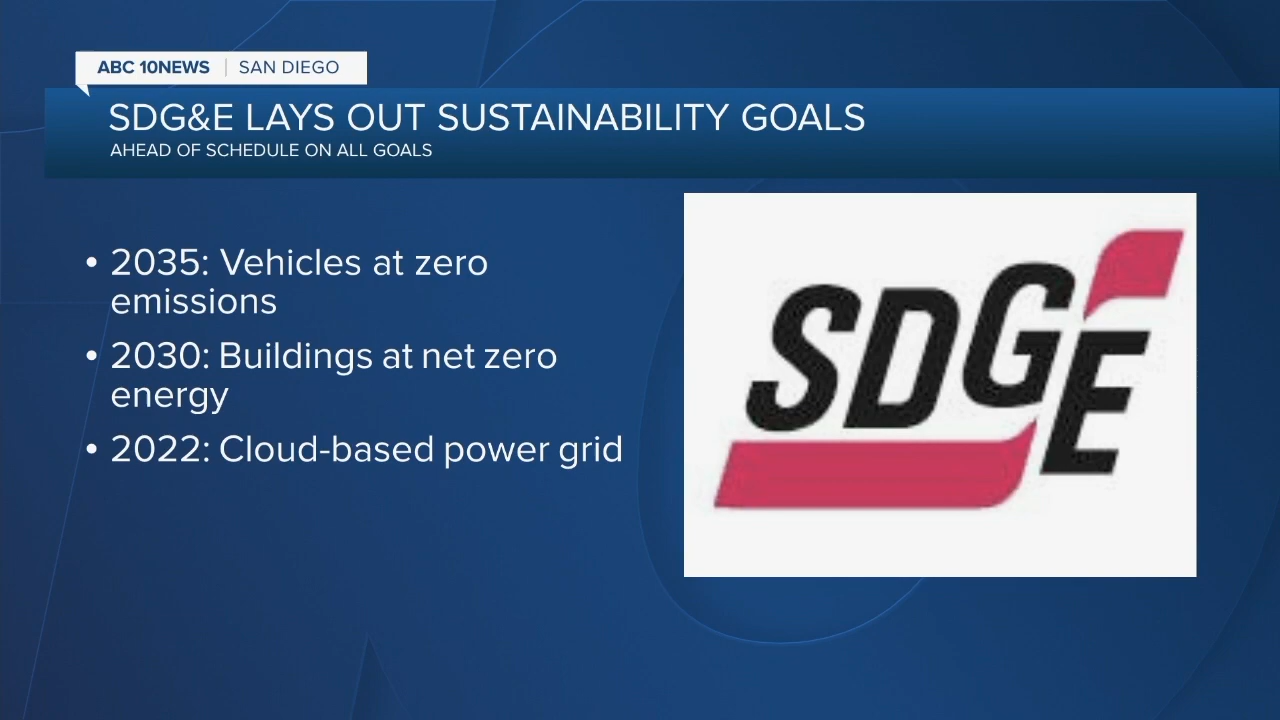 ABC 10NEWS | SAN DIEGO
SDG&E LAYS OUT SUSTAINABILITY GOALS
AHEAD OF SCHEDULE ON ALL GOALS
• 2035: Vehicles at zero
emissions
• 2030: Buildings at net zero
energy
• 2022: Cloud-based power grid
SDGE